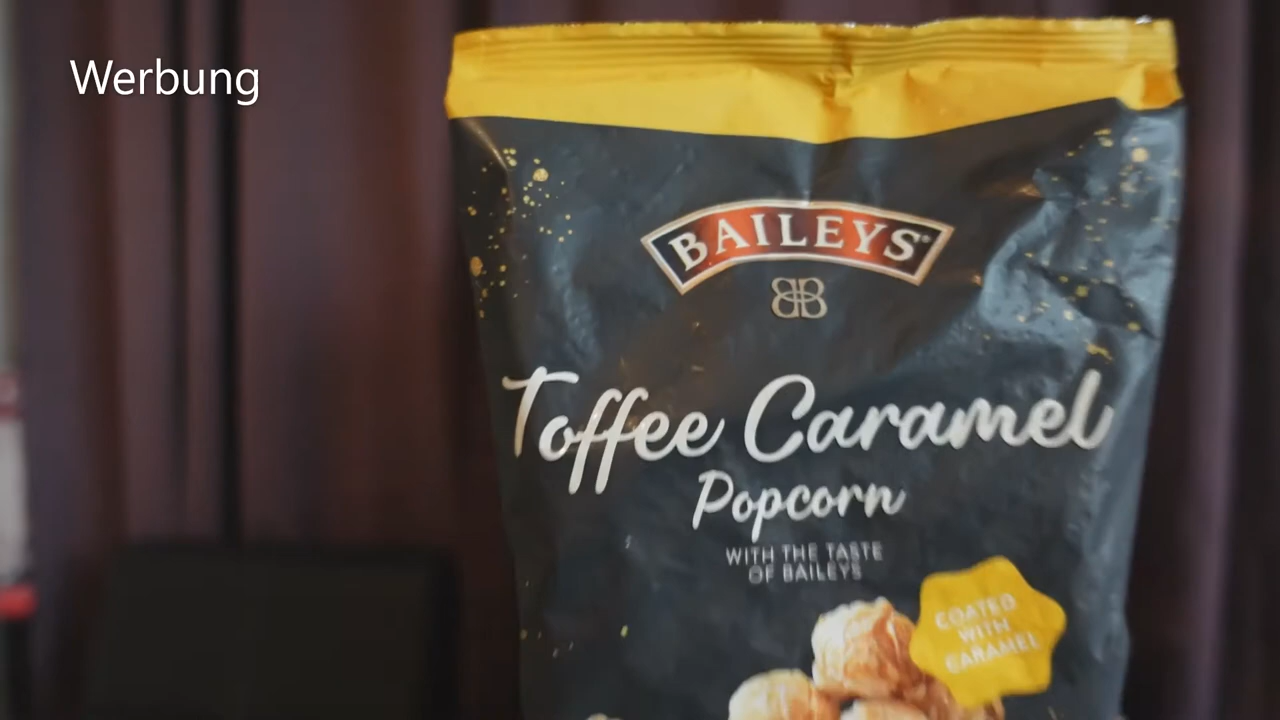 Werbung
BAILEYS®
Toffee Caramel
Popcorn
WITH THE TASTE
OF BAILEYS
COATED
WITH
CARAMEL